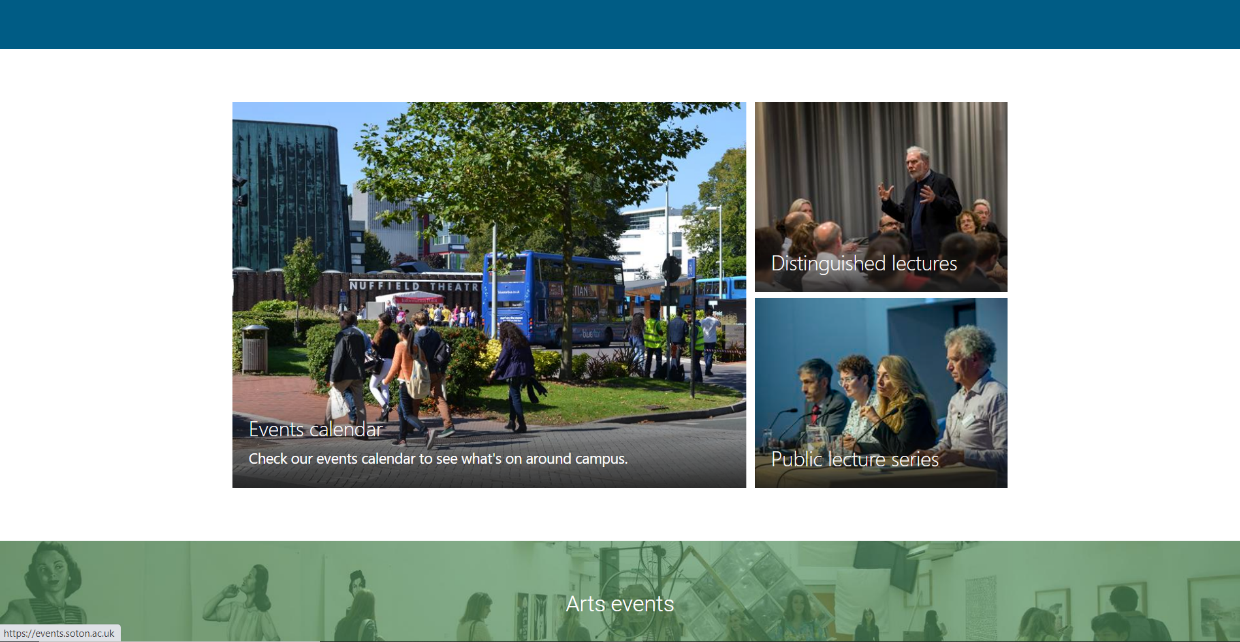 NUFFIELD THEATR
Events calendar
Check our events calendar to see what's on around campus.
Distinguished lectures
Public lecture series
Arts events
https://events.soton.ac.uk